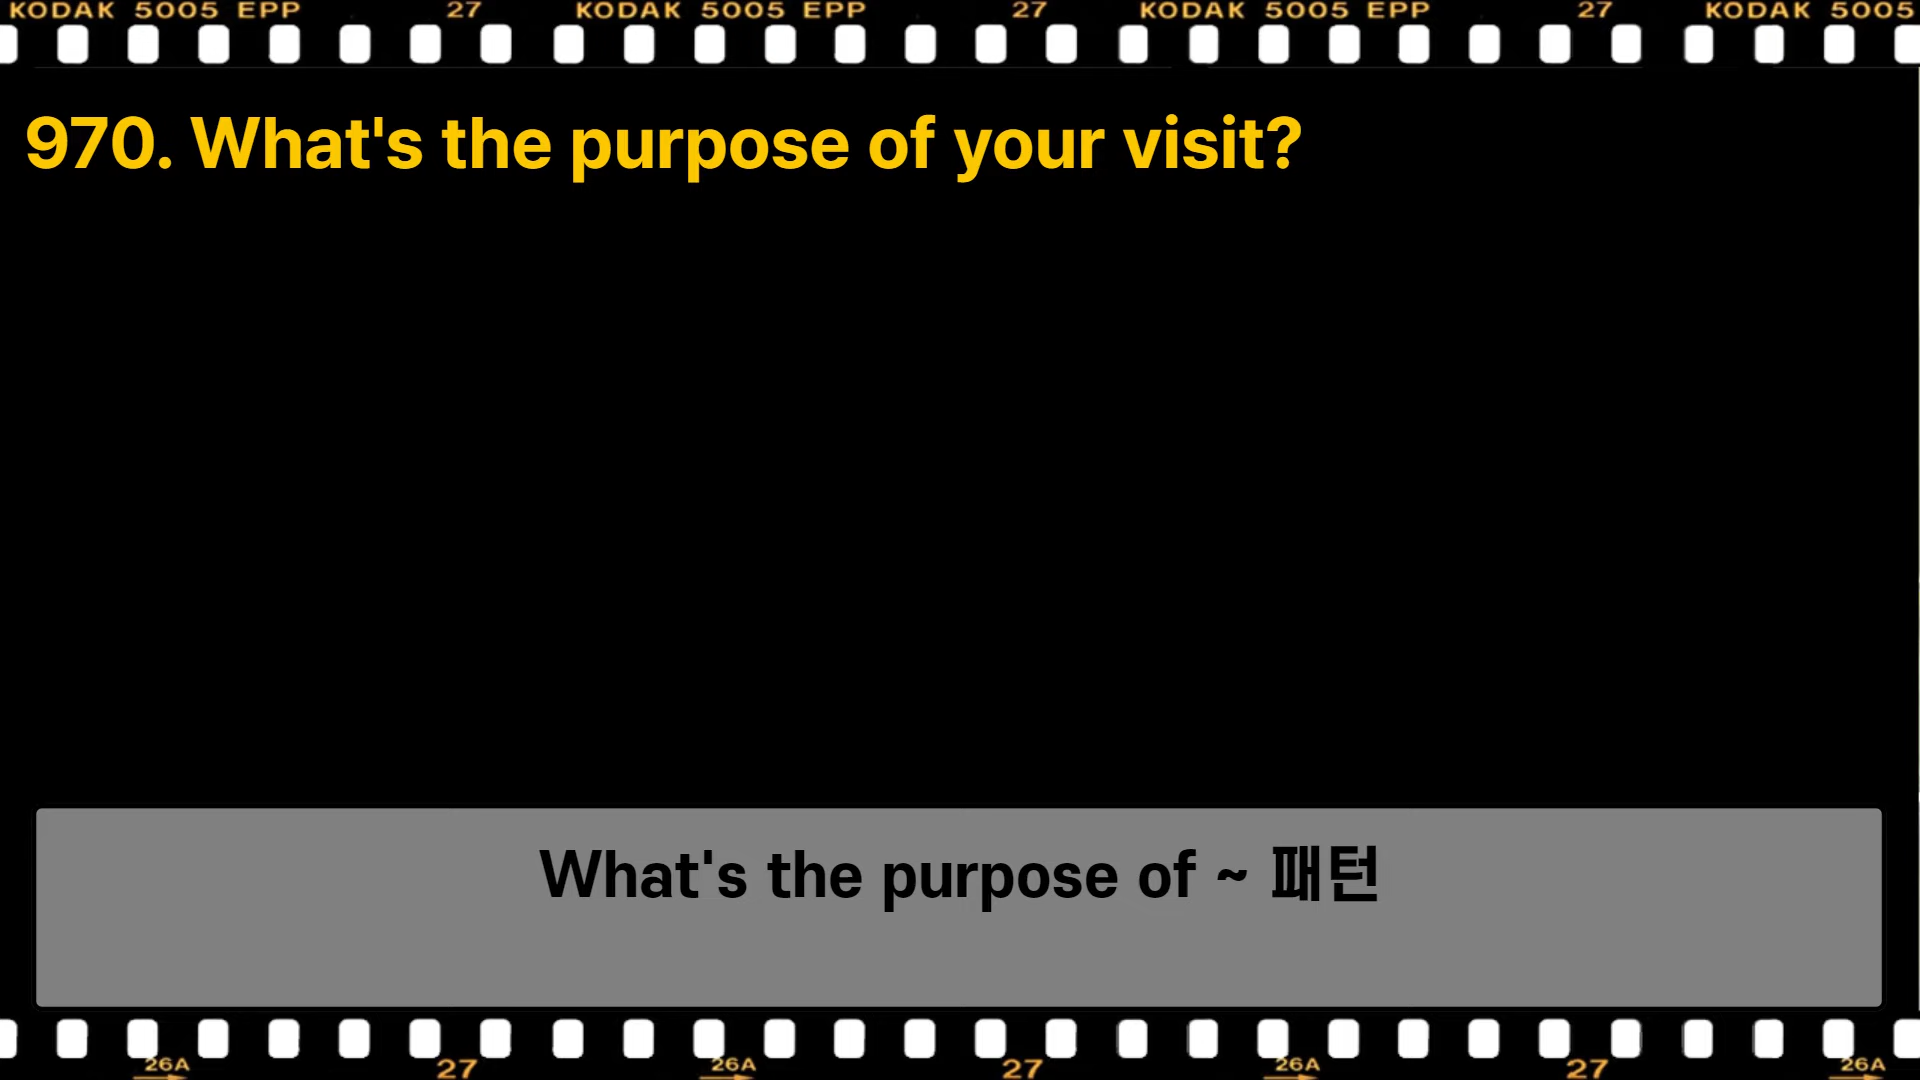 KODAK 5005 EPP 27 KODAK 5005 EPP 27 KODAK 5005 EPP 27 KODAK 5005
970. What's the purpose of your visit?
What's the purpose of ~ 패턴
26A 27 26A 27 26A 27 26A